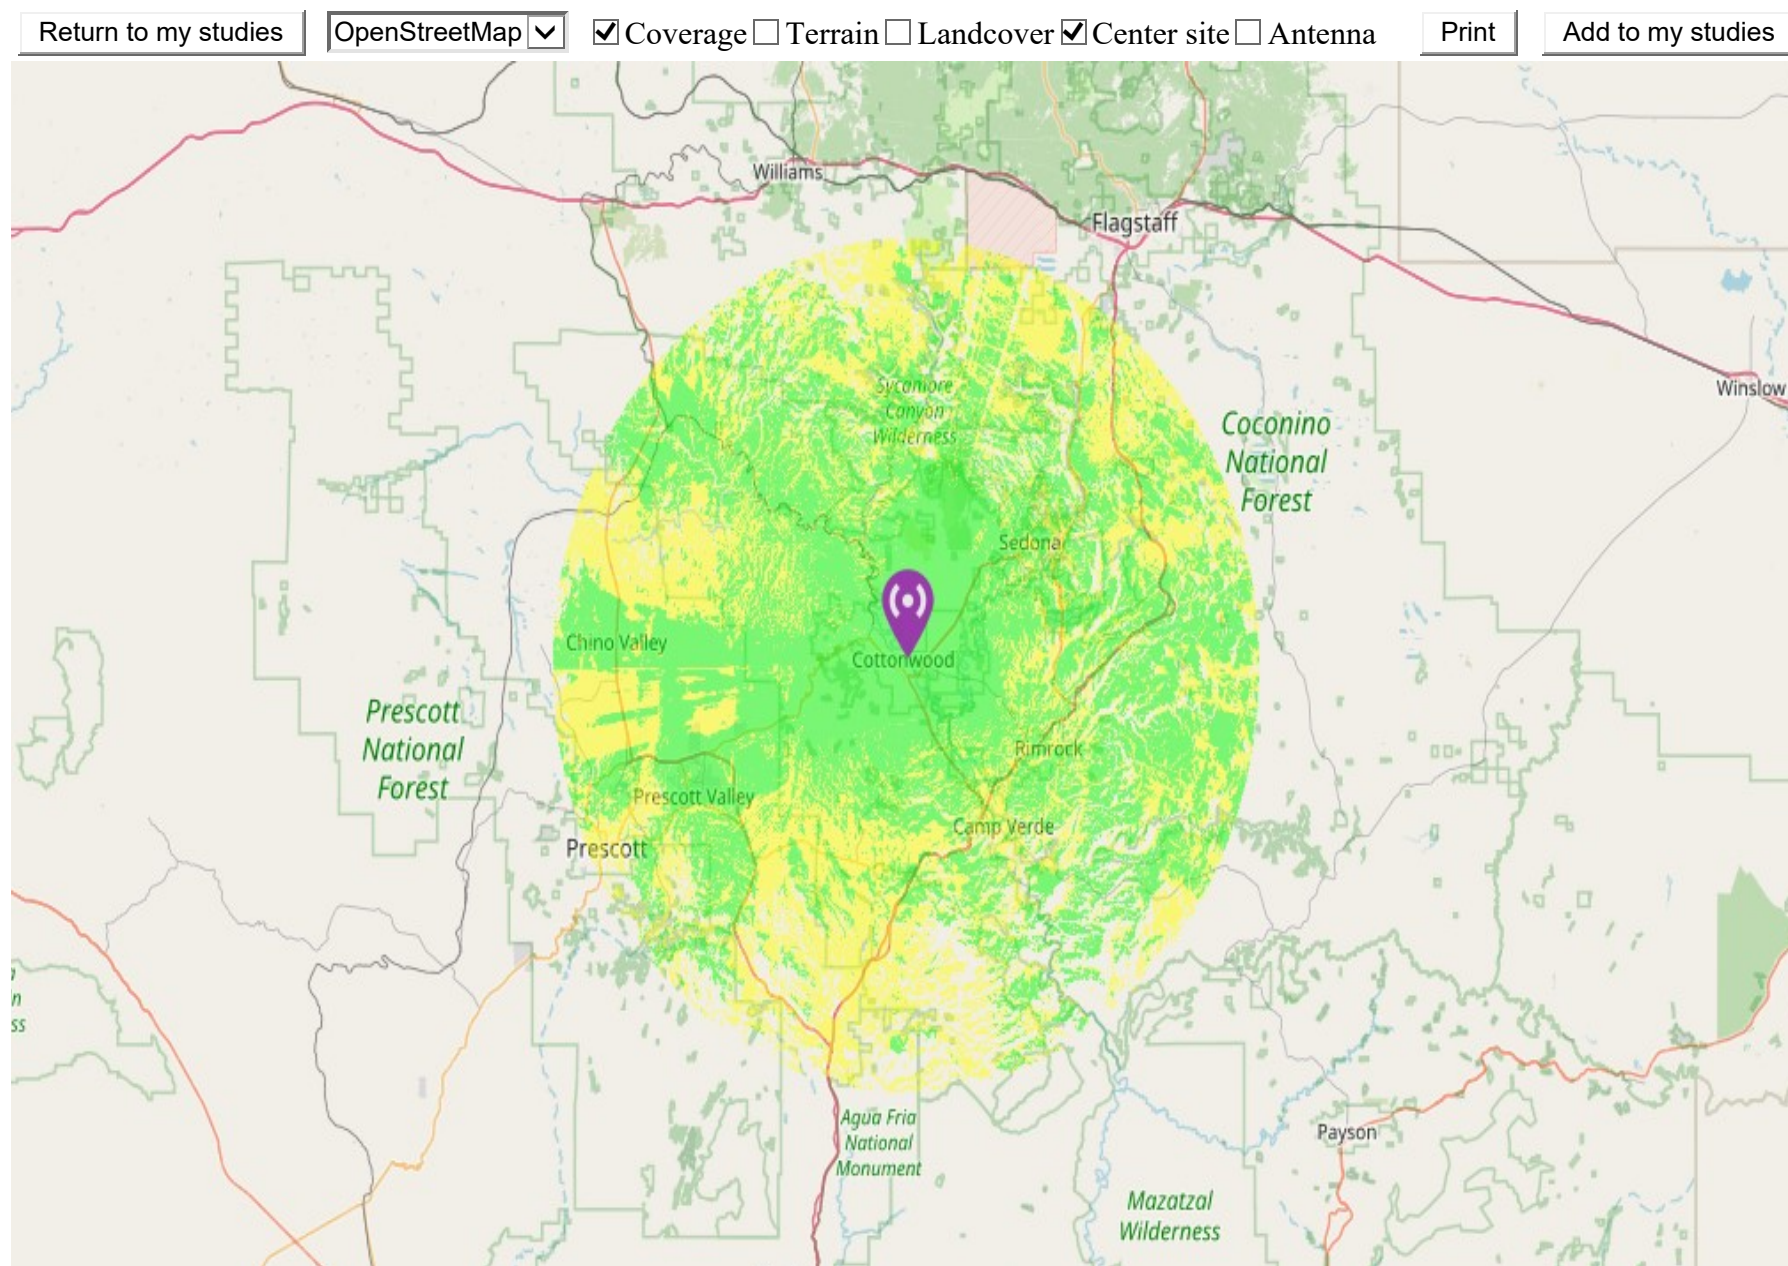 Return to my studies OpenStreetMap Coverage Terrain Landcover Center site Antenna Print Add to my studies
Williams
Flagstaff
Winslow
Sycamore
Canyon
Wilderness
Coconino
National
Forest
Sedona
Chino Valley
Cottonwood
Prescott
National
Forest
Rimrock
Prescott Valley
Camp Verde
Prescott
n
ss
Agua Fria
National
Monument
Payson
Mazatzal
Wilderness